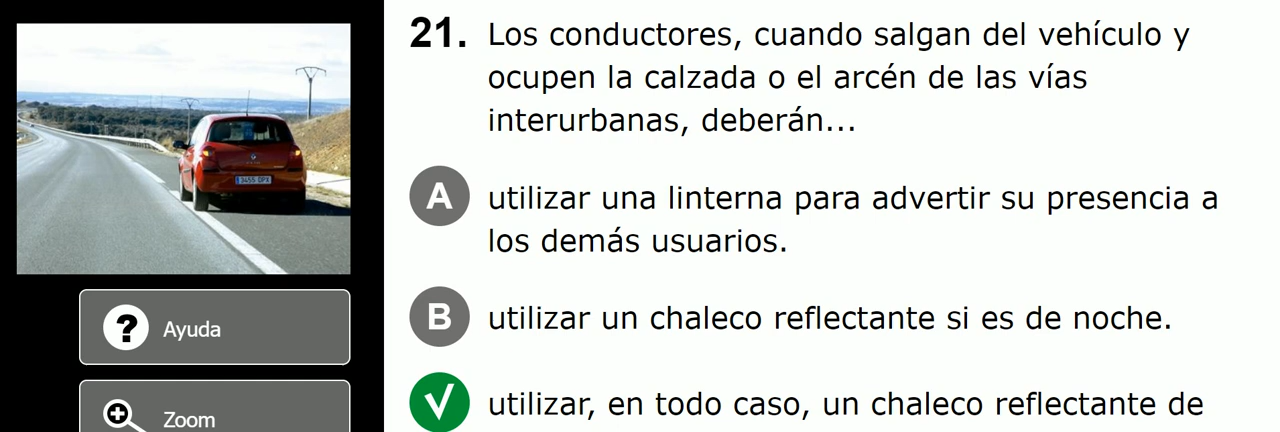 21. Los conductores, cuando salgan del vehículo y
ocupen la calzada o el arcén de las vías
interurbanas, deberán...
A utilizar una linterna para advertir su presencia a
los demás usuarios.
B utilizar un chaleco reflectante si es de noche.
utilizar, en todo caso, un chaleco reflectante de
3455 DPX
? Ayuda
Zoom